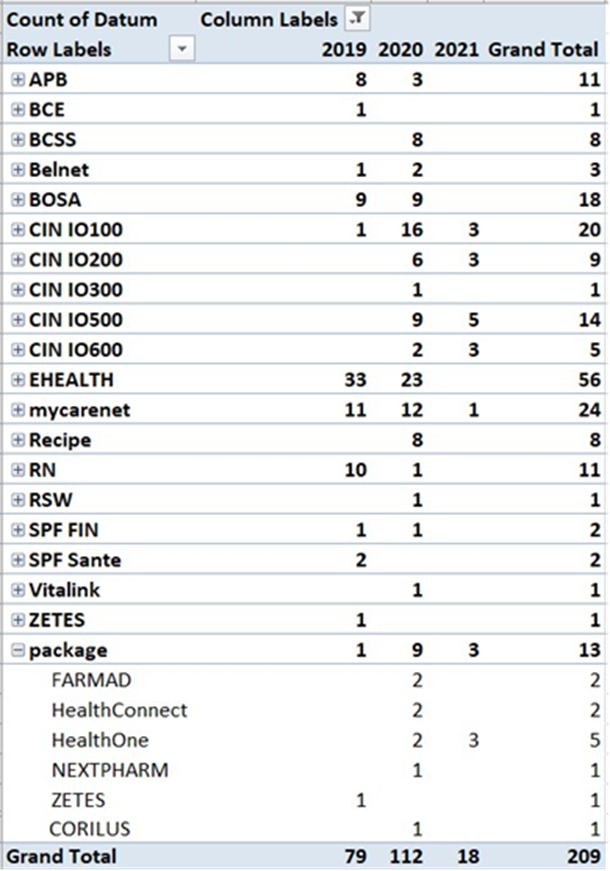 Count of Datum Column Labels
Row Labels 2019 2020 2021 Grand Total
APB 8 3 11
BCE 1 1
BCSS 8 8
Belnet 1 2 3
BOSA 9 9 18
CIN IO100 1 16 3 20
CIN IO200 6 3 9
CIN IO300 1 1
CIN IO500 9 5 14
CIN IO600 2 3 5
EHEALTH 33 23 56
mycarenet 11 12 1 24
Recipe 8 8
RN 10 1 11
RSW 1 1
SPF FIN 1 1 2
SPF Sante 2 2
Vitalink 1 1
ZETES 1 1
package 1 9 3 13
FARMAD 2 2
HealthConnect 2 2
HealthOne 2 3 5
NEXTPHARM 1 1
ZETES 1 1
CORILUS 1 1
Grand Total 79 112 18 209